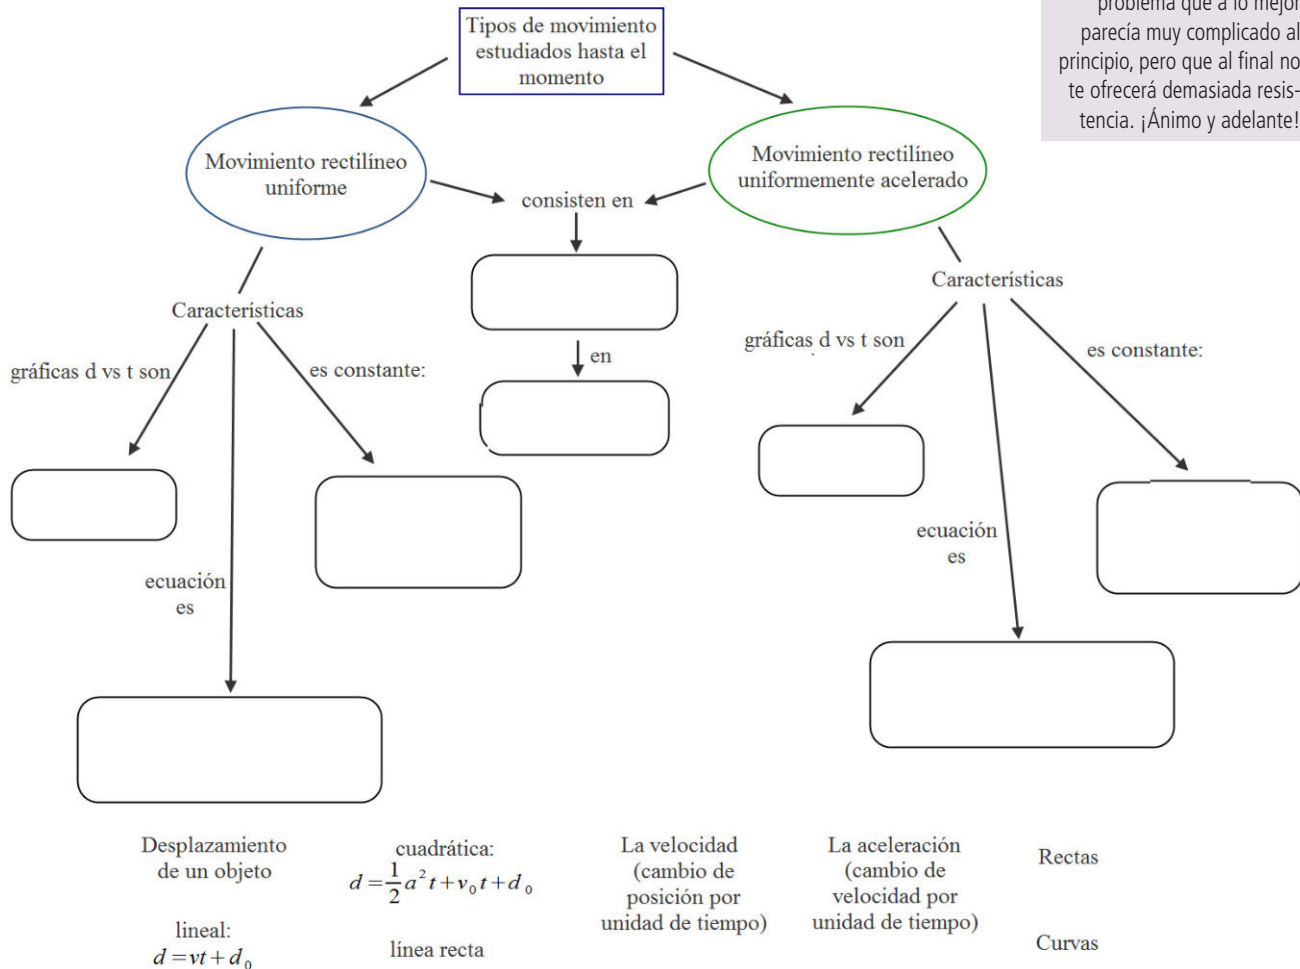 problema que a lo mejor
parecía muy complicado al
principio, pero que al final no
te ofrecerá demasiada resis-
tencia. ¡Ánimo y adelante!
Tipos de movimiento
estudiados hasta el
momento
Movimiento rectilíneo
uniforme
Movimiento rectilíneo
uniformemente acelerado
consisten en
en
Características
gráficas d vs t son
es constante:
ecuación
es
Características
gráficas d vs t son
es constante:
ecuación
es
Desplazamiento
de un objeto
cuadrática:
d = 1/2 a² t + v₀ t + d₀
La velocidad
(cambio de
posición por
unidad de tiempo)
La aceleración
(cambio de
velocidad por
unidad de tiempo)
Rectas
lineal:
d = vt + d₀
línea recta
Curvas